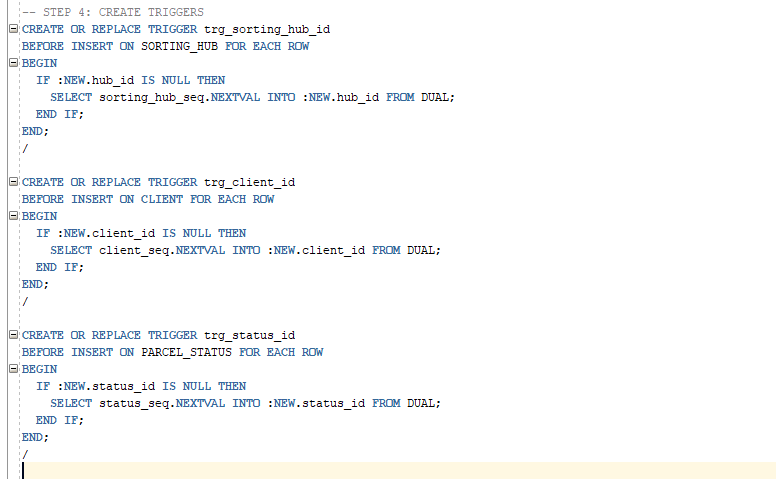 -- STEP 4: CREATE TRIGGERS
CREATE OR REPLACE TRIGGER trg_sorting_hub_id
BEFORE INSERT ON SORTING_HUB FOR EACH ROW
BEGIN
  IF :NEW.hub_id IS NULL THEN
    SELECT sorting_hub_seq.NEXTVAL INTO :NEW.hub_id FROM DUAL;
  END IF;
END;
/

CREATE OR REPLACE TRIGGER trg_client_id
BEFORE INSERT ON CLIENT FOR EACH ROW
BEGIN
  IF :NEW.client_id IS NULL THEN
    SELECT client_seq.NEXTVAL INTO :NEW.client_id FROM DUAL;
  END IF;
END;
/

CREATE OR REPLACE TRIGGER trg_status_id
BEFORE INSERT ON PARCEL_STATUS FOR EACH ROW
BEGIN
  IF :NEW.status_id IS NULL THEN
    SELECT status_seq.NEXTVAL INTO :NEW.status_id FROM DUAL;
  END IF;
END;
/